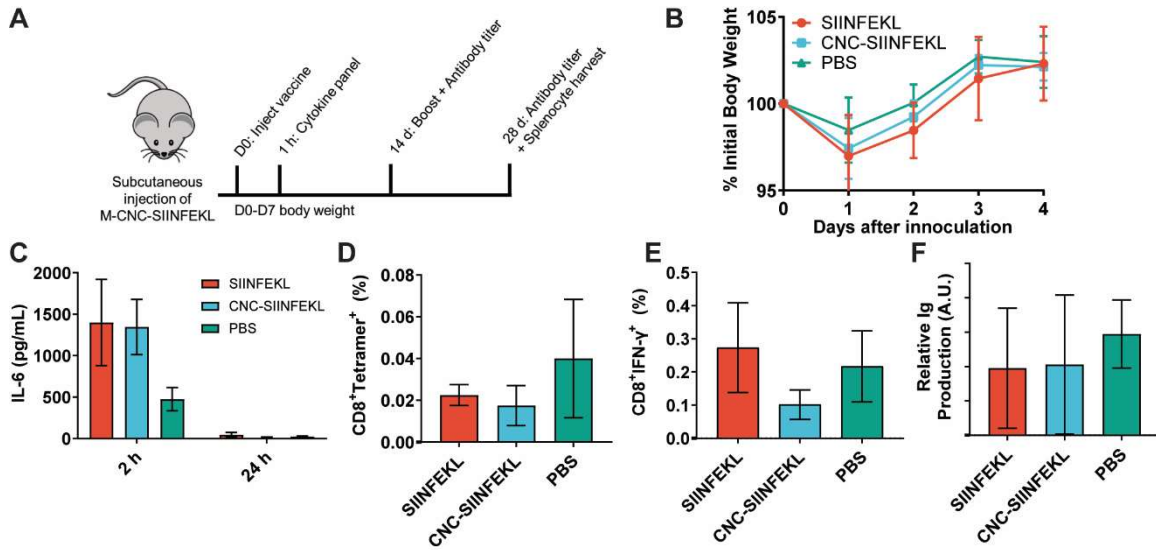 A
Subcutaneous
injection of
M-CNC-SIINFEKL
D0: Inject vaccine
1 h: Cytokine panel
14 d: Boost + Antibody titer
28 d: Antibody titer
+ Splenocyte harvest
D0-D7 body weight
B
SIINFEKL
CNC-SIINFEKL
PBS
% Initial Body Weight
105
100
95
0 1 2 3 4
Days after innoculation
C
SIINFEKL
CNC-SIINFEKL
PBS
IL-6 (pg/mL)
2000
1500
1000
500
0
2 h 24 h
D
CD8+Tetramer+ (%)
0.08
0.06
0.04
0.02
0.00
SIINFEKL
CNC-SIINFEKL
PBS
E
CD8+IFN-γ+ (%)
0.5
0.4
0.3
0.2
0.1
0.0
SIINFEKL
CNC-SIINFEKL
PBS
F
Relative Ig
Production (A.U.)
SIINFEKL
CNC-SIINFEKL
PBS